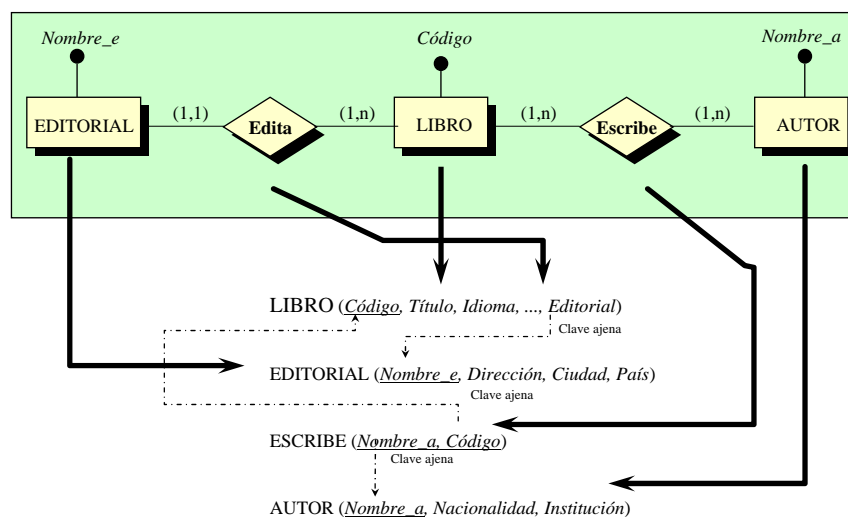 Nombre_e Código Nombre_a
EDITORIAL (1,1) Edita (1,n) LIBRO (1,n) Escribe (1,n) AUTOR
LIBRO (Código, Título, Idioma, ..., Editorial)
Clave ajena
EDITORIAL (Nombre_e, Dirección, Ciudad, País)
Clave ajena
ESCRIBE (Nombre_a, Código)
Clave ajena
AUTOR (Nombre_a, Nacionalidad, Institución)